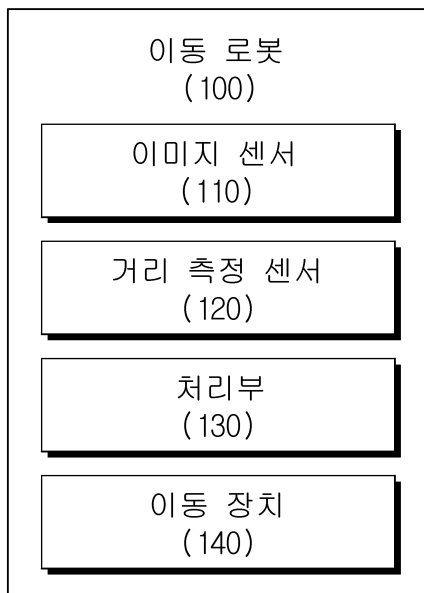 이동 로봇
(100)
이미지 센서
(110)
거리 측정 센서
(120)
처리부
(130)
이동 장치
(140)